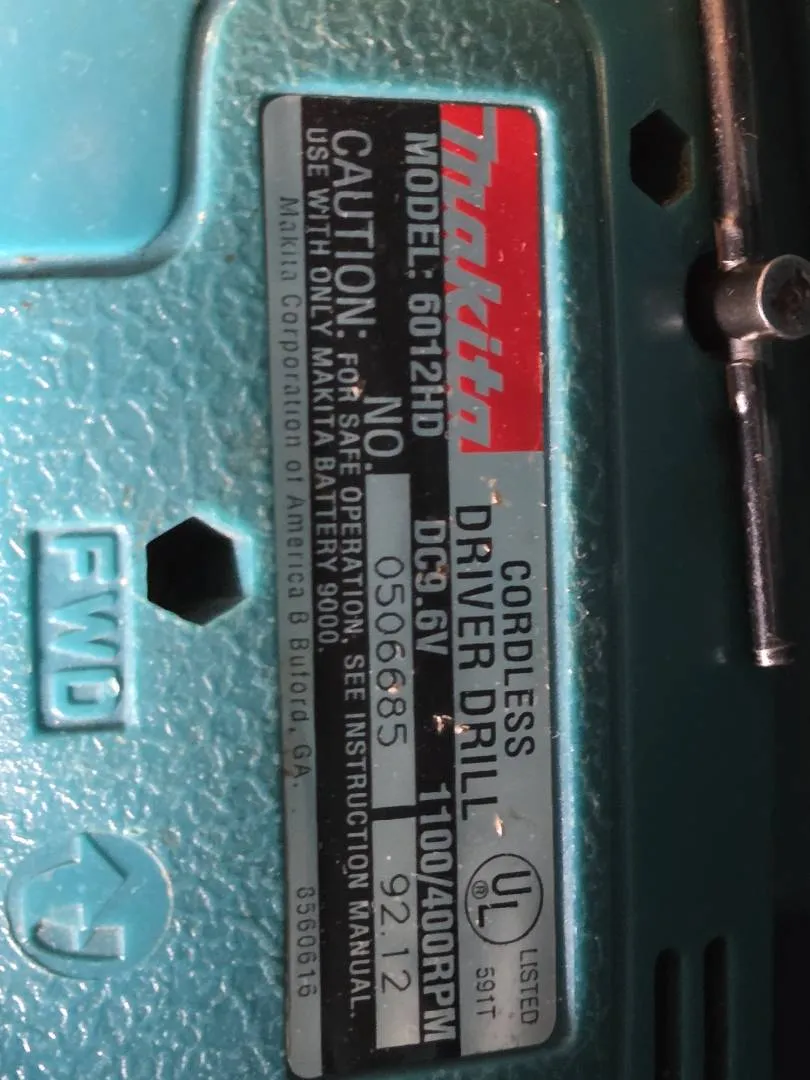 makita
CORDLESS
DRIVER DRILL
UL
®
LISTED
591T
MODEL: 6012HD DC9.6V 1100/400RPM
NO. 0506685 92.12
CAUTION: FOR SAFE OPERATION, SEE INSTRUCTION MANUAL.
USE WITH ONLY MAKITA BATTERY 9000.
Makita Corporation of America B Buford, GA. 8560616
FWD